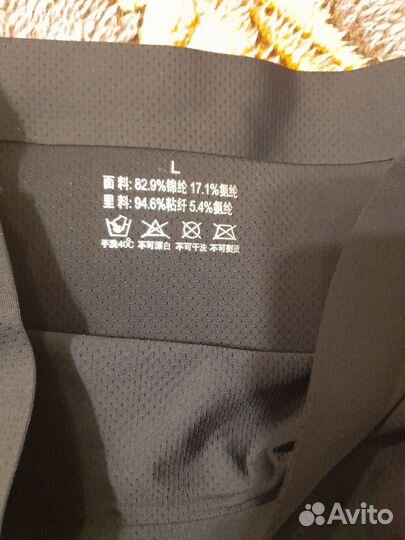 L
面 料: 82.9%锦纶 17.1%氨纶
里 料: 94.6%粘纤 5.4%氨纶
手洗40C 不可漂白 不可干洗 不可熨烫
Avito